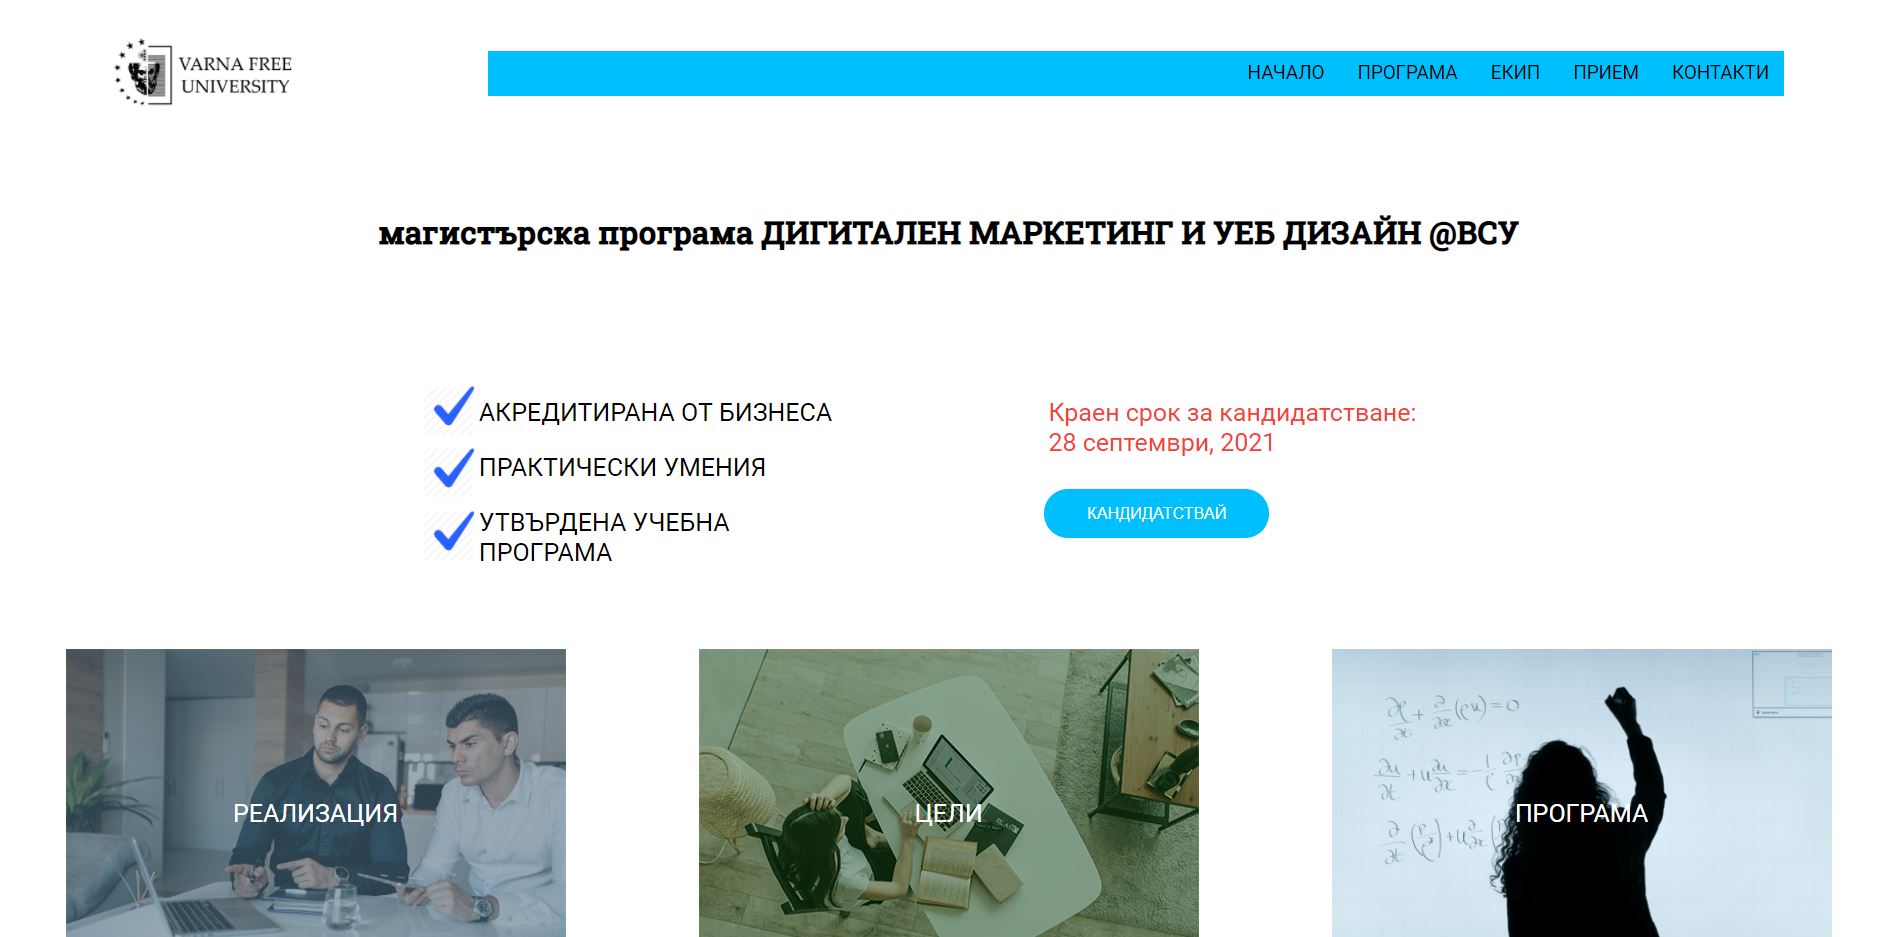 VARNA FREE
UNIVERSITY
НАЧАЛО ПРОГРАМА ЕКИП ПРИЕМ КОНТАКТИ
магистърска програма ДИГИТАЛЕН МАРКЕТИНГ И УЕБ ДИЗАЙН @ВСУ
АКРЕДИТИРАНА ОТ БИЗНЕСА
ПРАКТИЧЕСКИ УМЕНИЯ
УТВЪРДЕНА УЧЕБНА
ПРОГРАМА
Краен срок за кандидатстване:
28 септември, 2021
КАНДИДАТСТВАЙ
РЕАЛИЗАЦИЯ
ЦЕЛИ
ПРОГРАМА